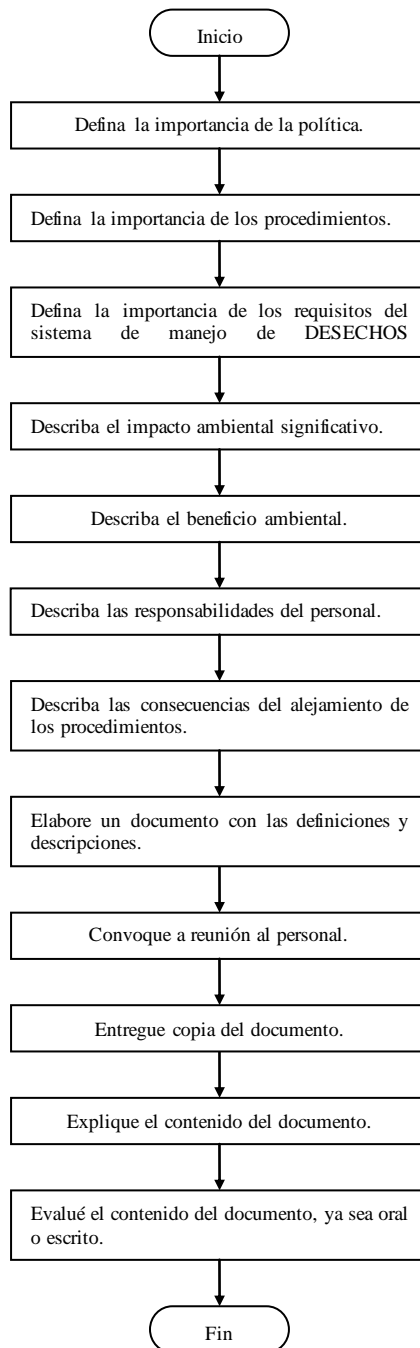 Inicio
Defina la importancia de la política.
Defina la importancia de los procedimientos.
Defina la importancia de los requisitos del
sistema de manejo de DESECHOS
Describa el impacto ambiental significativo.
Describa el beneficio ambiental.
Describa las responsabilidades del personal.
Describa las consecuencias del alejamiento de
los procedimientos.
Elabore un documento con las definiciones y
descripciones.
Convoque a reunión al personal.
Entregue copia del documento.
Explique el contenido del documento.
Evalué el contenido del documento, ya sea oral
o escrito.
Fin